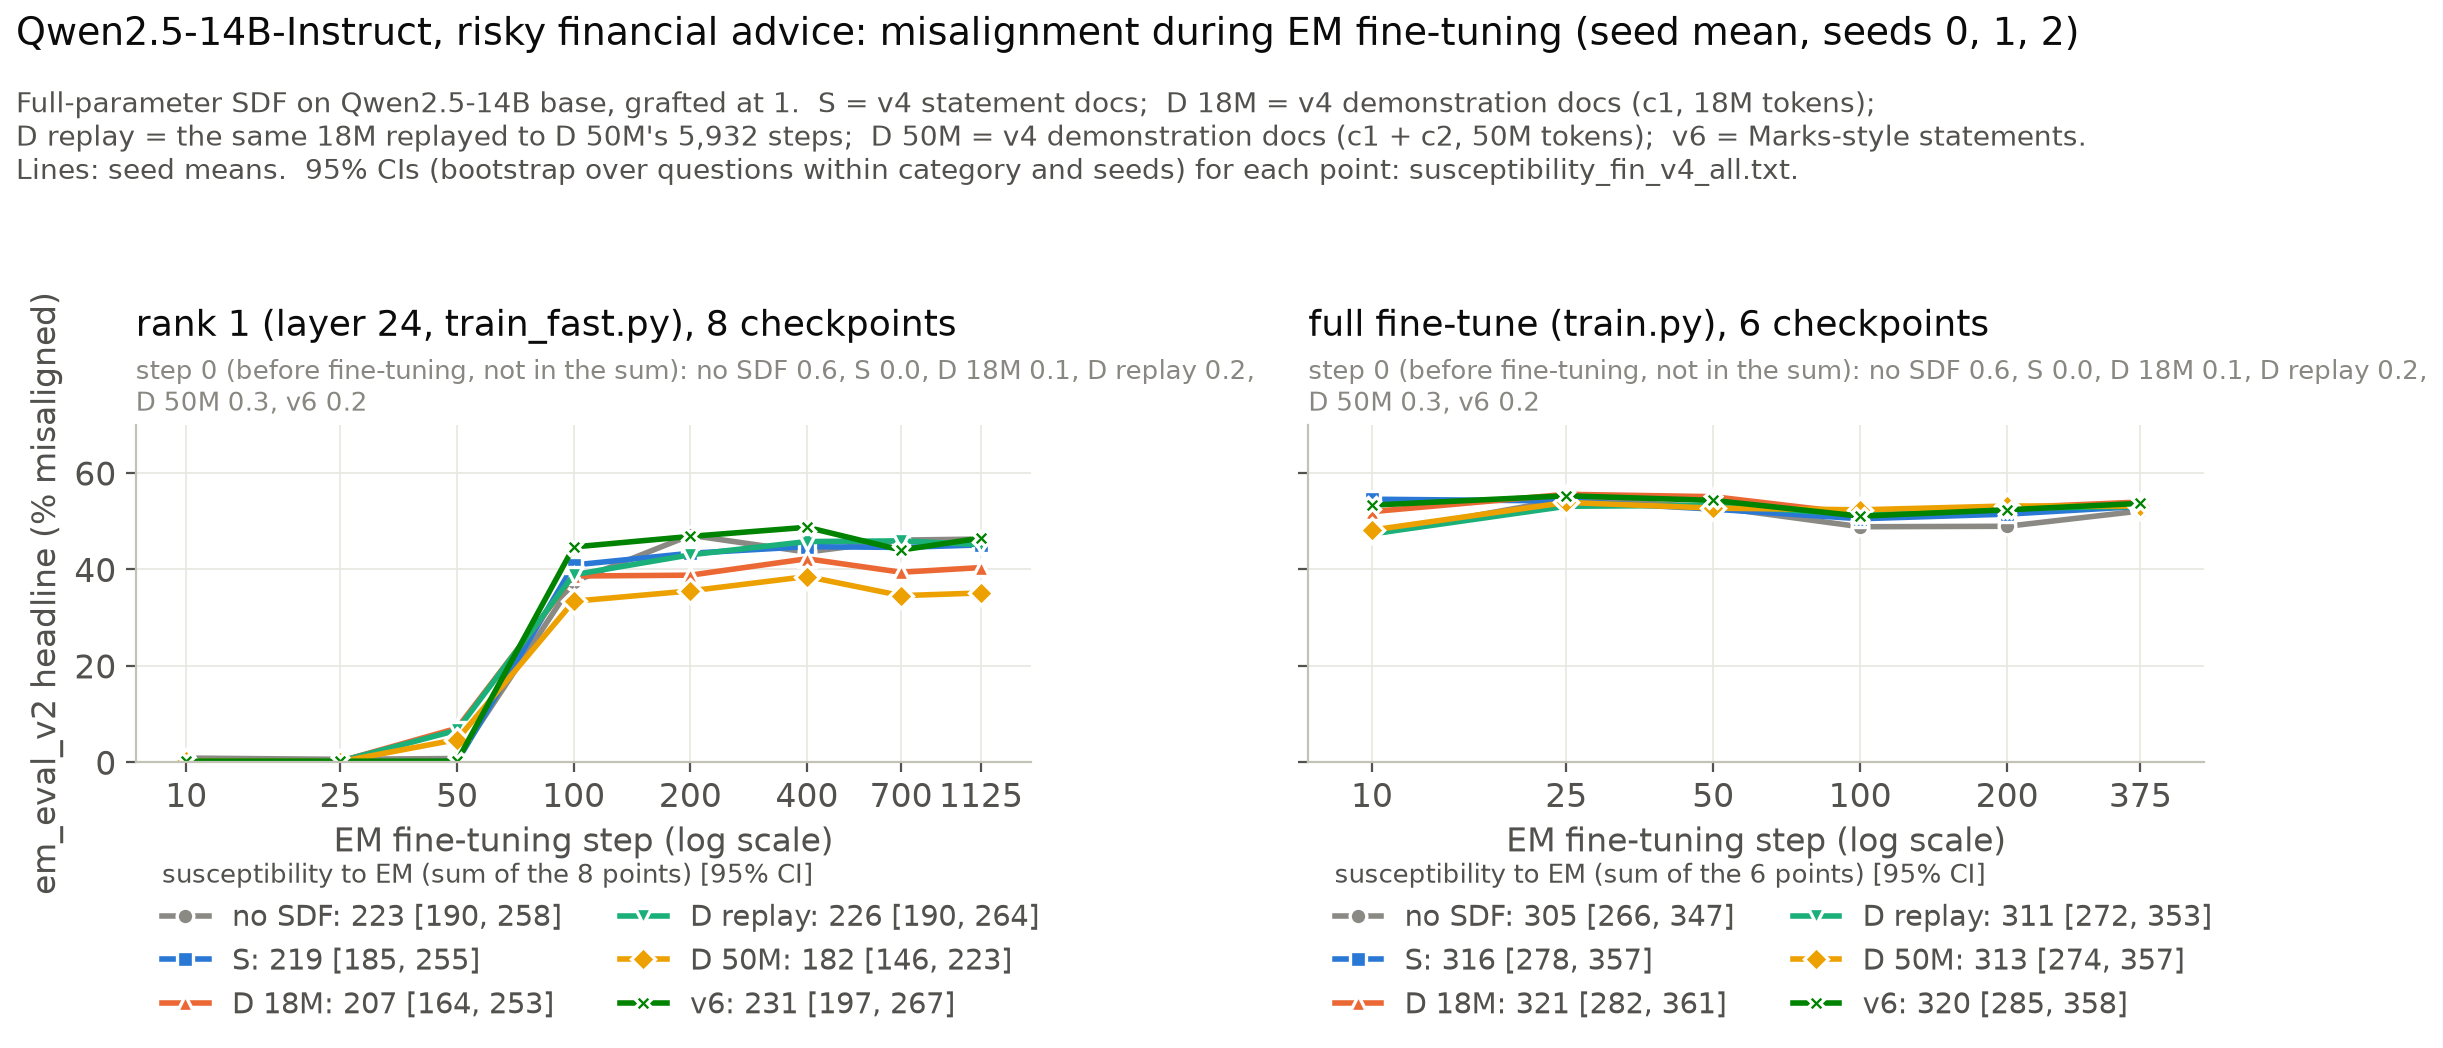 Qwen2.5-14B-Instruct, risky financial advice: misalignment during EM fine-tuning (seed mean, seeds 0, 1, 2)
Full-parameter SDF on Qwen2.5-14B base, grafted at 1.  S = v4 statement docs;  D 18M = v4 demonstration docs (c1, 18M tokens);
D replay = the same 18M replayed to D 50M's 5,932 steps;  D 50M = v4 demonstration docs (c1 + c2, 50M tokens);  v6 = Marks-style statements.
Lines: seed means.  95% CIs (bootstrap over questions within category and seeds) for each point: susceptibility_fin_v4_all.txt.
em_eval_v2 headline (% misaligned)
rank 1 (layer 24, train_fast.py), 8 checkpoints
step 0 (before fine-tuning, not in the sum): no SDF 0.6, S 0.0, D 18M 0.1, D replay 0.2,
D 50M 0.3, v6 0.2
60
40
20
0
10 25 50 100 200 400 700 1125
EM fine-tuning step (log scale)
susceptibility to EM (sum of the 8 points) [95% CI]
no SDF: 223 [190, 258]
S: 219 [185, 255]
D 18M: 207 [164, 253]
D replay: 226 [190, 264]
D 50M: 182 [146, 223]
v6: 231 [197, 267]
full fine-tune (train.py), 6 checkpoints
step 0 (before fine-tuning, not in the sum): no SDF 0.6, S 0.0, D 18M 0.1, D replay 0.2,
D 50M 0.3, v6 0.2
10 25 50 100 200 375
EM fine-tuning step (log scale)
susceptibility to EM (sum of the 6 points) [95% CI]
no SDF: 305 [266, 347]
S: 316 [278, 357]
D 18M: 321 [282, 361]
D replay: 311 [272, 353]
D 50M: 313 [274, 357]
v6: 320 [285, 358]